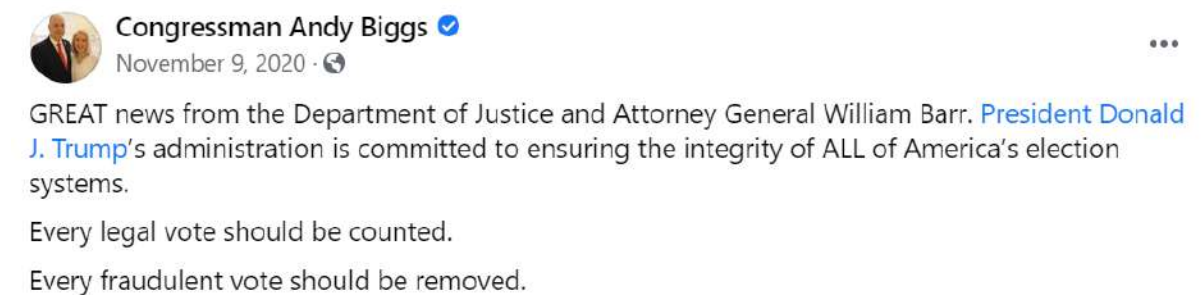 Congressman Andy Biggs
November 9, 2020 ·
GREAT news from the Department of Justice and Attorney General William Barr. President Donald
J. Trump's administration is committed to ensuring the integrity of ALL of America's election
systems.
Every legal vote should be counted.
Every fraudulent vote should be removed.